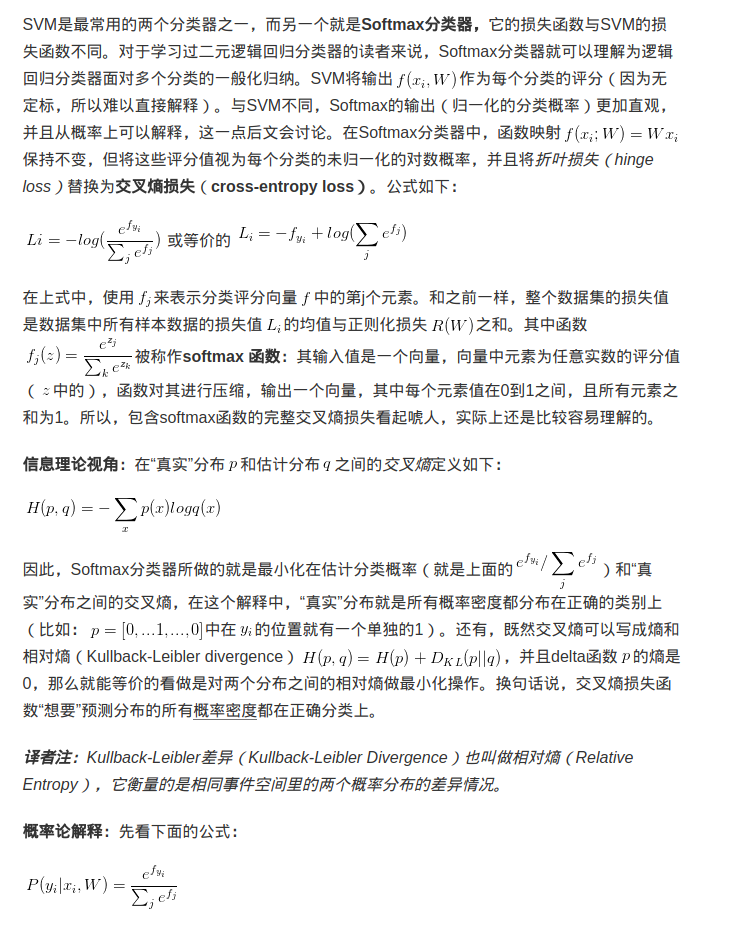 SVM是最常用的两个分类器之一，而另一个就是Softmax分类器，它的损失函数与SVM的损
失函数不同。对于学习过二元逻辑回归分类器的读者来说，Softmax分类器就可以理解为逻辑
回归分类器面对多个分类的一般化归纳。SVM将输出 f(x_i, W) 作为每个分类的评分（因为无
定标，所以难以直接解释）。与SVM不同，Softmax的输出（归一化的分类概率）更加直观，
并且从概率上可以解释，这一点后文会讨论。在Softmax分类器中，函数映射 f(x_i; W) = Wx_i
保持不变，但将这些评分值视为每个分类的未归一化的对数概率，并且将折叶损失（hinge
loss）替换为交叉熵损失（cross-entropy loss）。公式如下：
Li = -log(e^{f_{y_i}} / ∑_j e^{f_j}) 或等价的 L_i = -f_{y_i} + log(∑_j e^{f_j})
在上式中，使用 f_j 来表示分类评分向量 f 中的第j个元素。和之前一样，整个数据集的损失值
是数据集中所有样本数据的损失值 L_i 的均值与正则化损失 R(W) 之和。其中函数
f_j(z) = e^{z_j} / ∑_k e^{z_k} 被称作softmax 函数：其输入值是一个向量，向量中元素为任意实数的评分值
（ z 中的），函数对其进行压缩，输出一个向量，其中每个元素值在0到1之间，且所有元素之
和为1。所以，包含softmax函数的完整交叉熵损失看起唬人，实际上还是比较容易理解的。
信息理论视角：在“真实”分布 p 和估计分布 q 之间的交叉熵定义如下：
H(p, q) = -∑_x p(x)logq(x)
因此，Softmax分类器所做的就是最小化在估计分类概率（就是上面的 e^{f_{y_i}} / ∑_j e^{f_j} ）和“真
实”分布之间的交叉熵，在这个解释中，“真实”分布就是所有概率密度都分布在正确的类别上
（比如： p = [0, ...1, ..., 0] 中在 y_i 的位置就有一个单独的1）。还有，既然交叉熵可以写成熵和
相对熵（Kullback-Leibler divergence） H(p, q) = H(p) + D_{KL}(p||q)，并且delta函数 p 的熵是
0，那么就能等价的看做是对两个分布之间的相对熵做最小化操作。换句话说，交叉熵损失函
数“想要”预测分布的所有概率密度都在正确分类上。
译者注：Kullback-Leibler差异（Kullback-Leibler Divergence）也叫做相对熵（Relative
Entropy），它衡量的是相同事件空间里的两个概率分布的差异情况。
概率论解释：先看下面的公式：
P(y_i|x_i, W) = e^{f_{y_i}} / ∑_j e^{f_j}